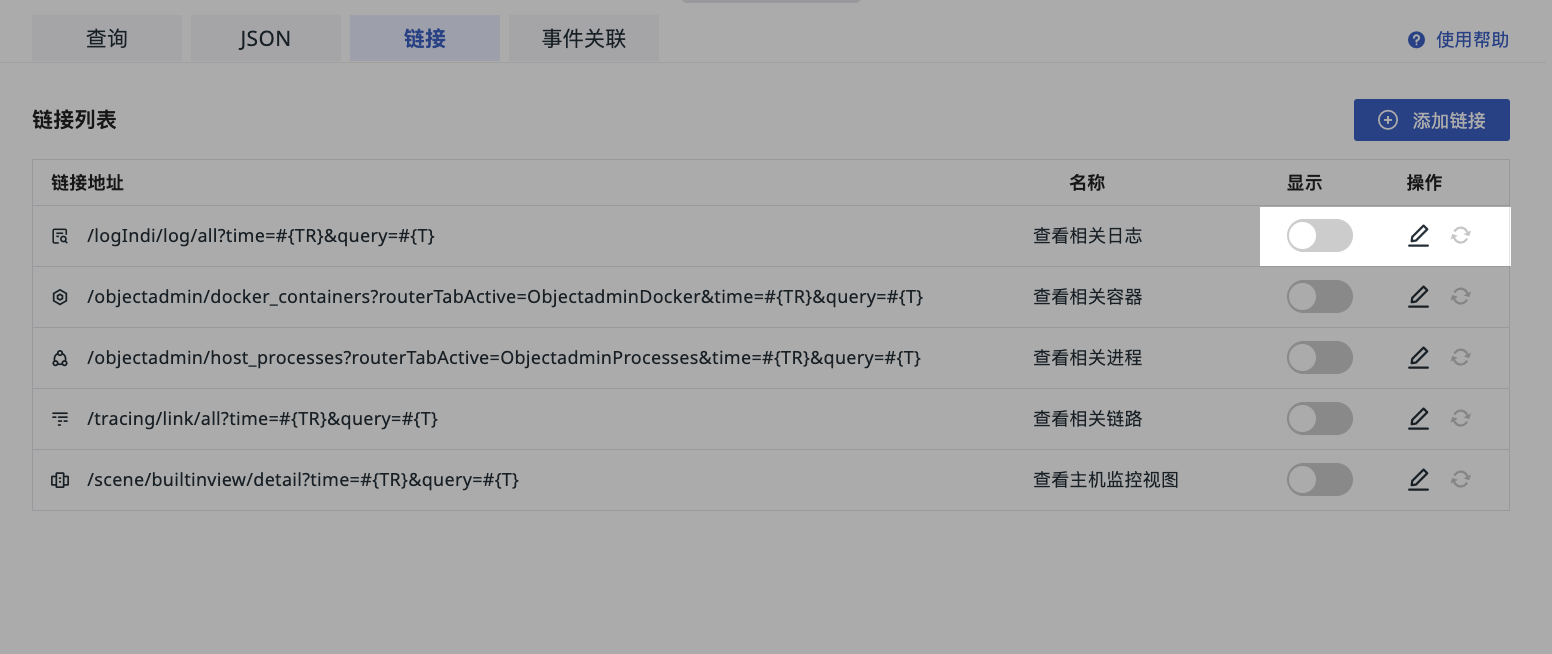 查询 JSON 链接 事件关联 使用帮助
链接列表 添加链接
链接地址 名称 显示 操作
/logIndi/log/all?time=#{TR}&query=#{T} 查看相关日志
/objectadmin/docker_containers?routerTabActive=ObjectadminDocker&time=#{TR}&query=#{T} 查看相关容器
/objectadmin/host_processes?routerTabActive=ObjectadminProcesses&time=#{TR}&query=#{T} 查看相关进程
/tracing/link/all?time=#{TR}&query=#{T} 查看相关链路
/scene/builtinview/detail?time=#{TR}&query=#{T} 查看主机监控视图